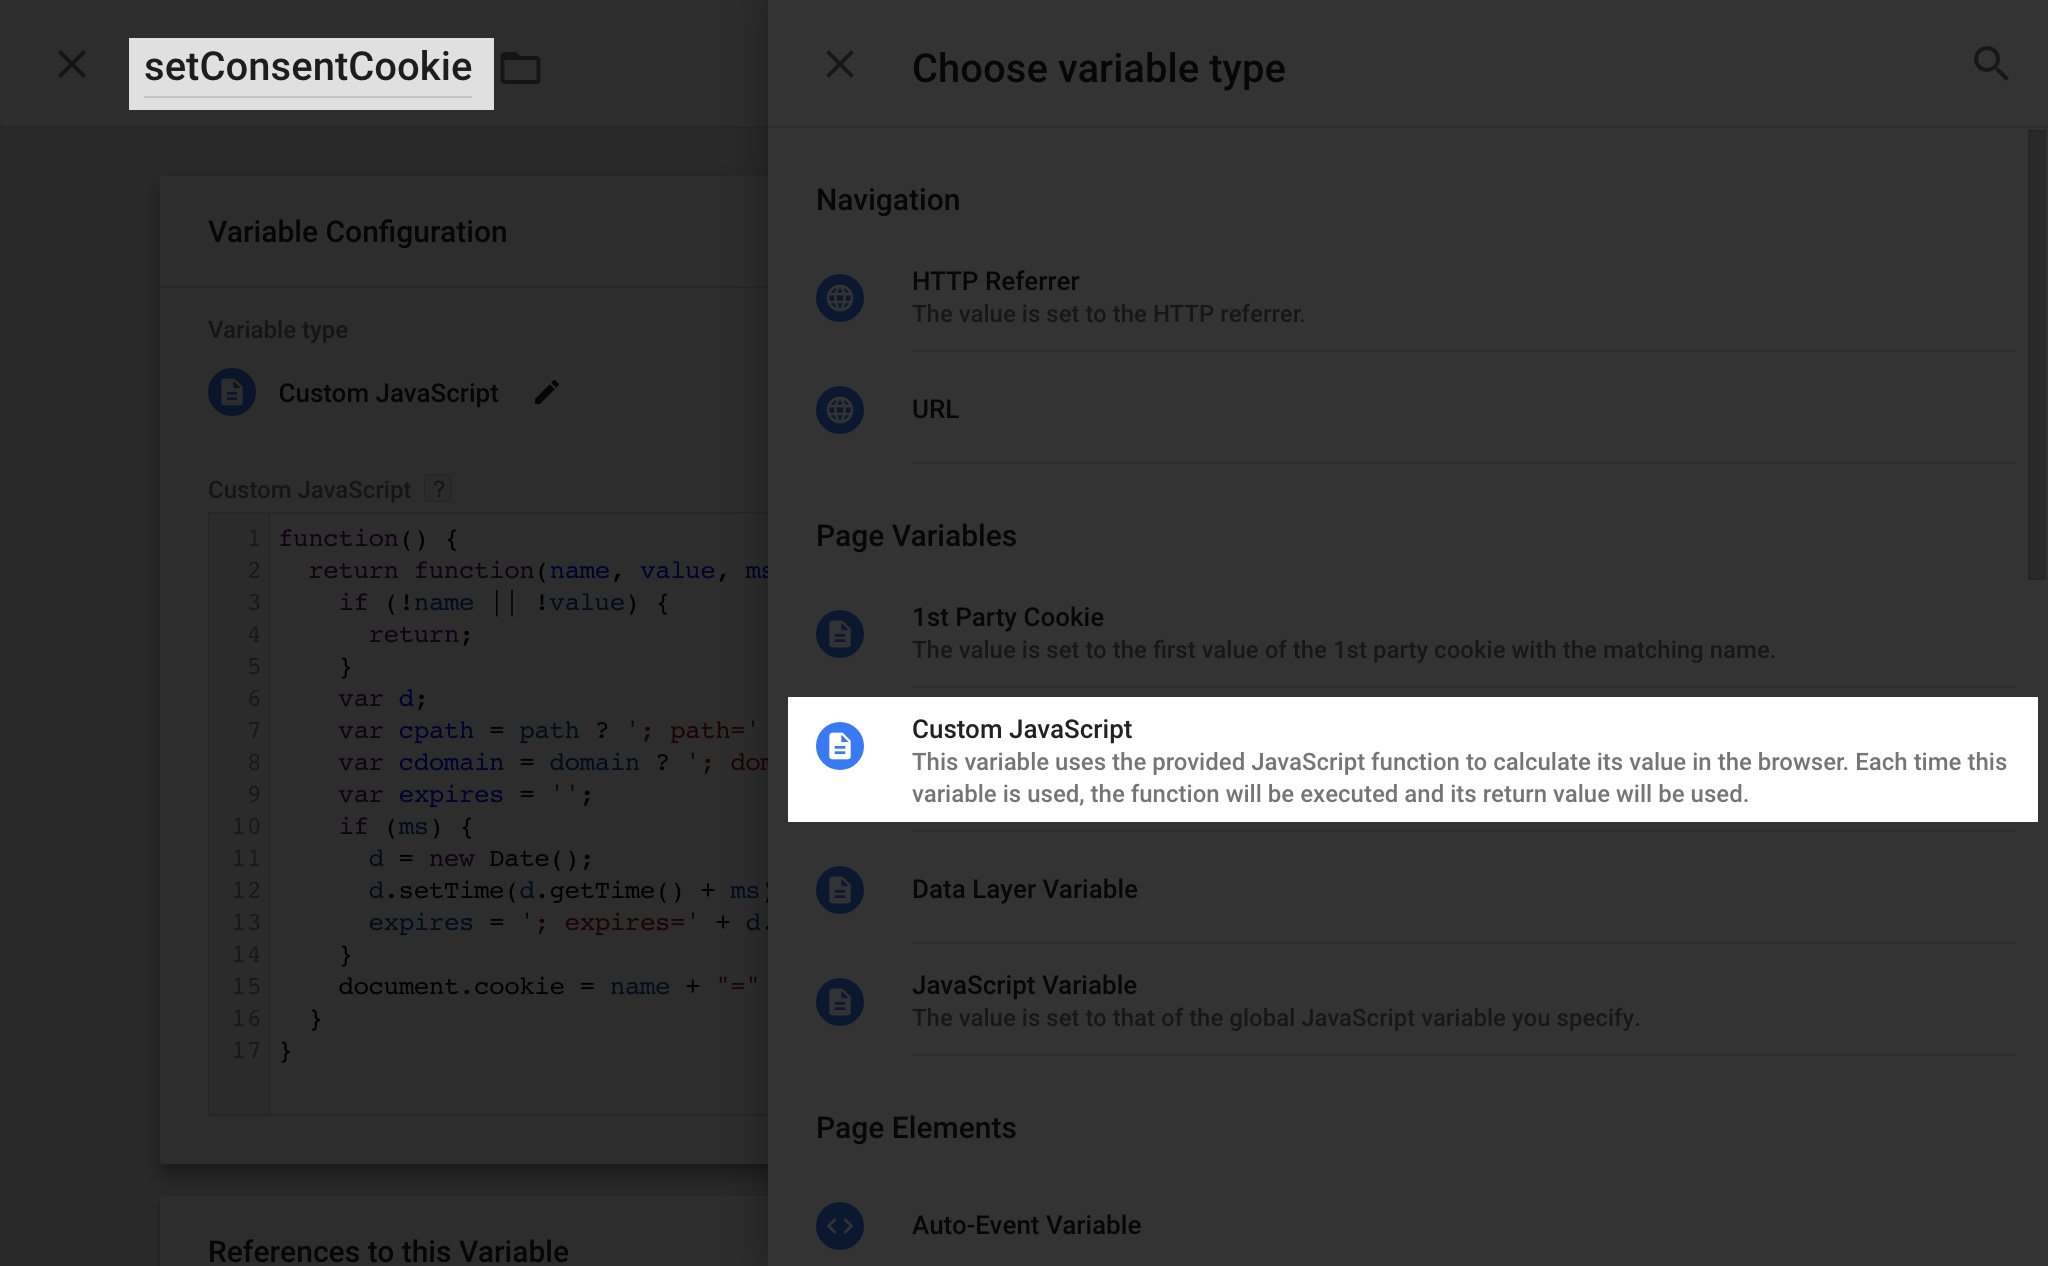 setConsentCookie
Variable Configuration
Variable type
Custom JavaScript
Custom JavaScript ?
1 function() {
2 return function(name, value, ms
3 if (!name || !value) {
4 return;
5 }
6 var d;
7 var cpath = path ? '; path='
8 var cdomain = domain ? '; dom
9 var expires = '';
10 if (ms) {
11 d = new Date();
12 d.setTime(d.getTime() + ms)
13 expires = '; expires=' + d.
14 }
15 document.cookie = name + "="
16 }
17 }
References to this Variable
Choose variable type
Navigation
HTTP Referrer
The value is set to the HTTP referrer.
URL
Page Variables
1st Party Cookie
The value is set to the first value of the 1st party cookie with the matching name.
Custom JavaScript
This variable uses the provided JavaScript function to calculate its value in the browser. Each time this
variable is used, the function will be executed and its return value will be used.
Data Layer Variable
JavaScript Variable
The value is set to that of the global JavaScript variable you specify.
Page Elements
Auto-Event Variable